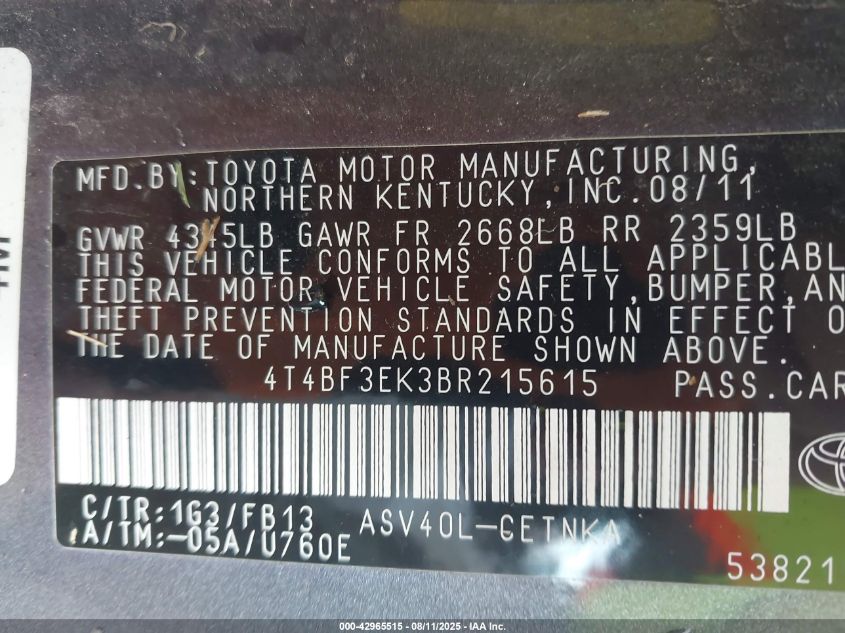 MFD.BY:TOYOTA MOTOR MANUFACTURING,
NORTHERN KENTUCKY,INC.08/11
GVWR 4345LB GAWR FR 2668LB RR 2359LB
THIS VEHICLE CONFORMS TO ALL APPLICABL
FEDERAL MOTOR VEHICLE SAFETY,BUMPER,AN
THEFT PREVENTION STANDARDS IN EFFECT O
THE DATE OF MANUFACTURE SHOWN ABOVE.
4T4BF3EK3BR215615 PASS.CAR
C/TR:1G3/FB13 ASV40L-CETNKA
A/TM:-05A/U760E
53821
000-42965515 - 08/11/2025 - IAA Inc.